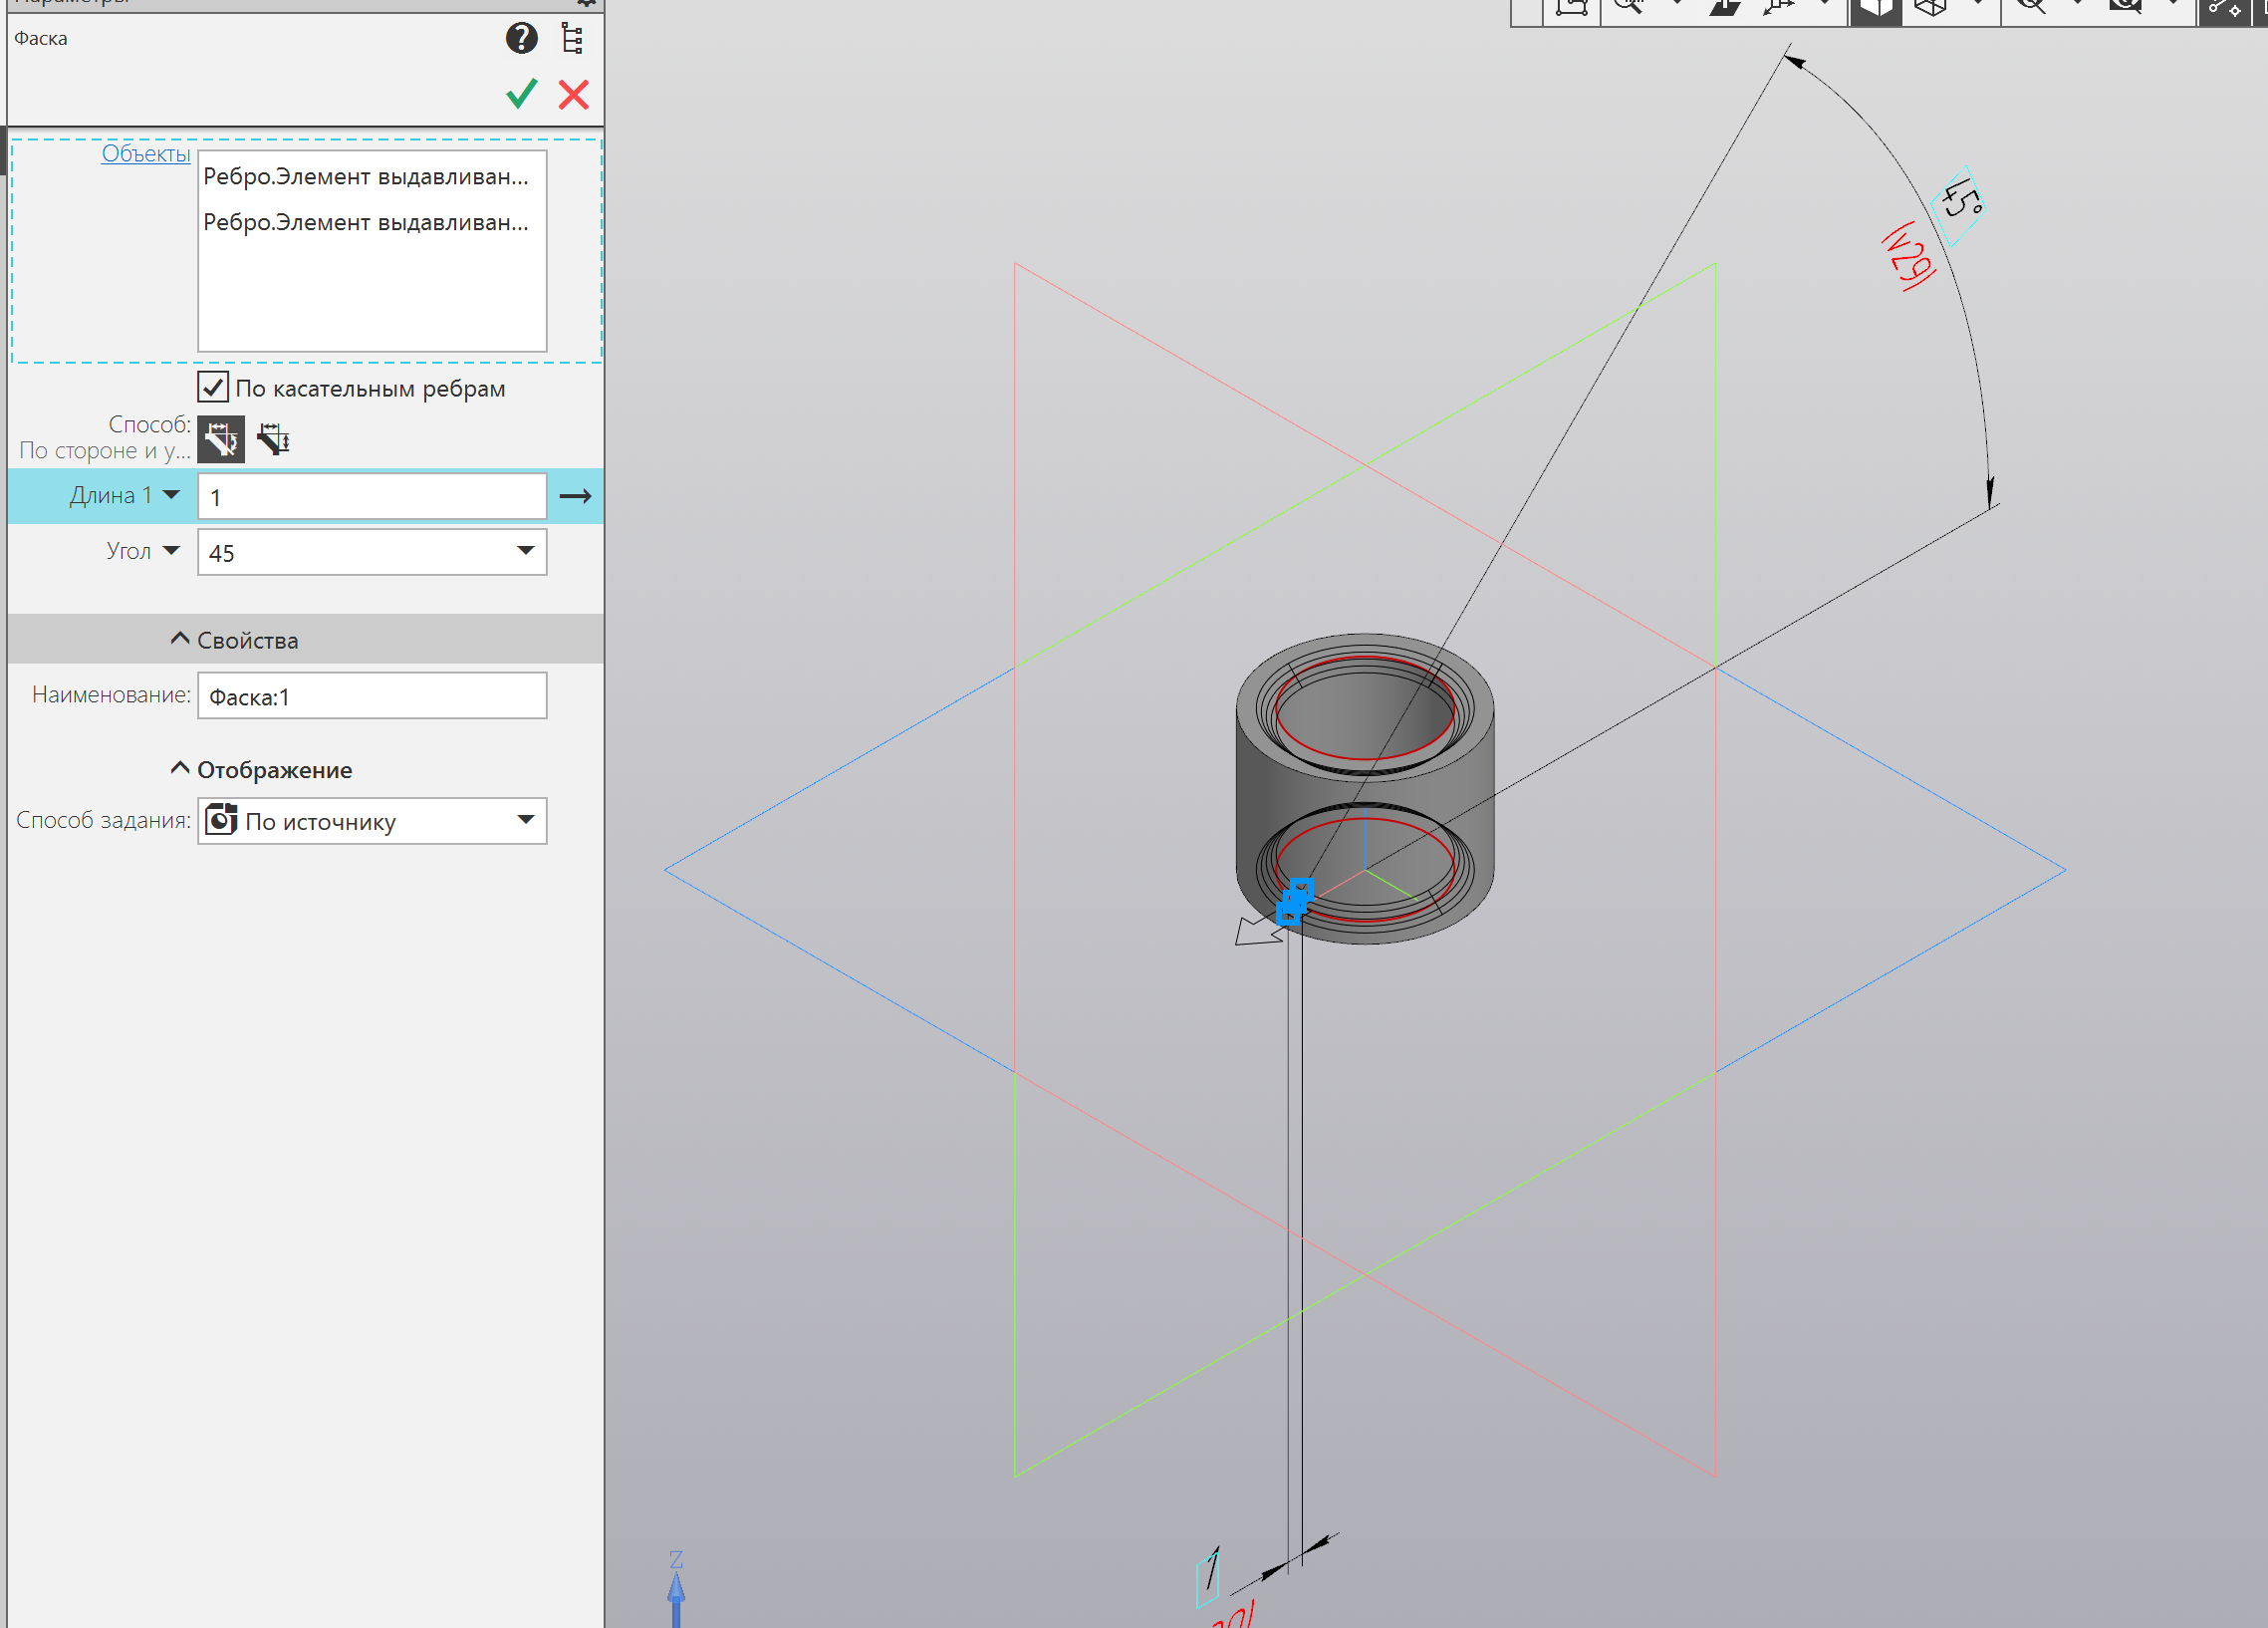 Параметры
Фаска
Объекты
Ребро.Элемент выдавливан...
Ребро.Элемент выдавливан...
По касательным ребрам
Способ:
По стороне и у...
Длина 1
1
Угол
45
Свойства
Наименование:
Фаска:1
Отображение
Способ задания:
По источнику
45°
(v29)
1
Z